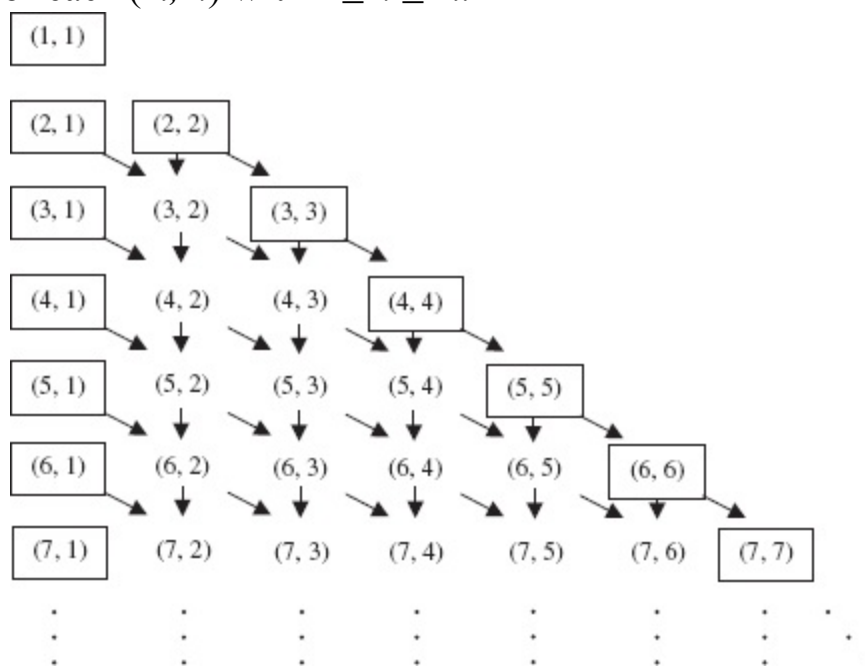 (1, 1)
(2, 1) (2, 2)
(3, 1) (3, 2) (3, 3)
(4, 1) (4, 2) (4, 3) (4, 4)
(5, 1) (5, 2) (5, 3) (5, 4) (5, 5)
(6, 1) (6, 2) (6, 3) (6, 4) (6, 5) (6, 6)
(7, 1) (7, 2) (7, 3) (7, 4) (7, 5) (7, 6) (7, 7)